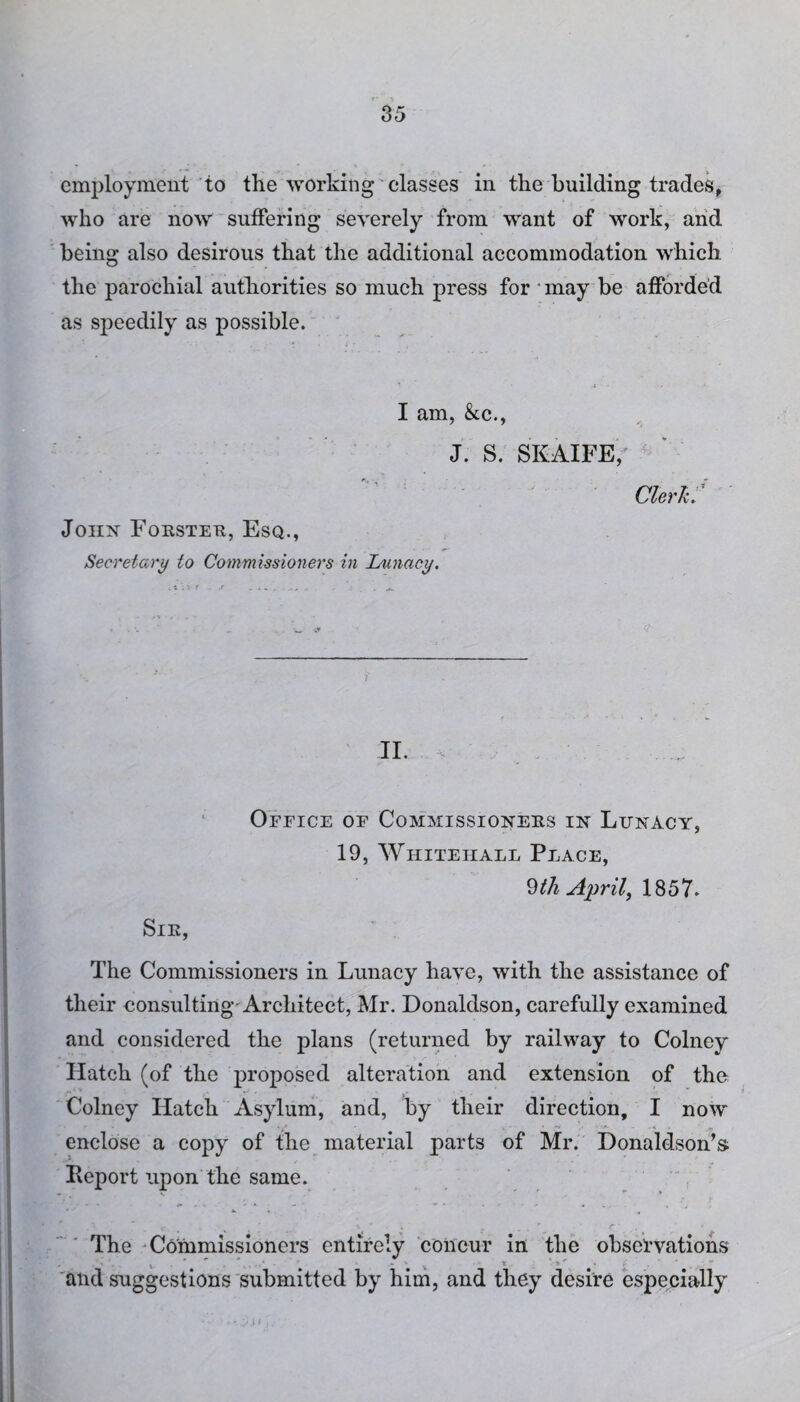 35
employment to the working classes in the building trades,
who are now suffering severely from want of work, and
being also desirous that the additional accommodation which
the parochial authorities so much press for may be afforded
as speedily as possible.
I am, &c.,
J. S. SKAIFE,
Clerk.
John Forster, Esq.,
Secretary to Commissioners in Lunacy.
II.
Office of Commissioners in Lunacy,
19, Whitehall Place,
9th April, 1857.
Sir,
The Commissioners in Lunacy have, with the assistance of
their consulting Architect, Mr. Donaldson, carefully examined
and considered the plans (returned by railway to Colney
Hatch (of the proposed alteration and extension of the
Colney Hatch Asylum, and, by their direction, I now
enclose a copy of the material parts of Mr. Donaldson's
Report upon the same.
The Commissioners entirely concur in the observations
and suggestions submitted by him, and they desire especially